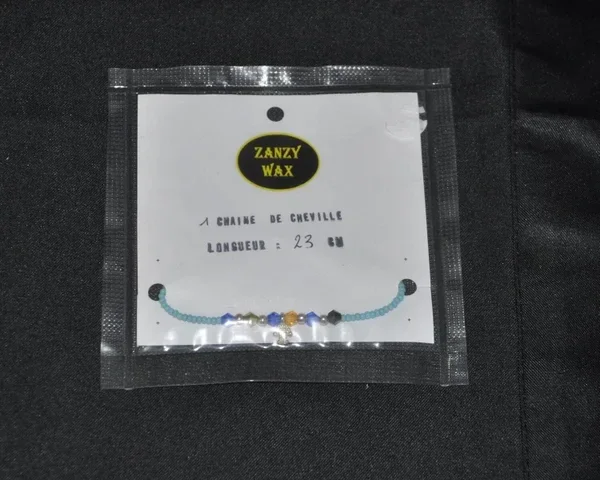 ZANZY
WAX
1 CHAINE DE CHEVILLE
LONGUEUR : 23 CM